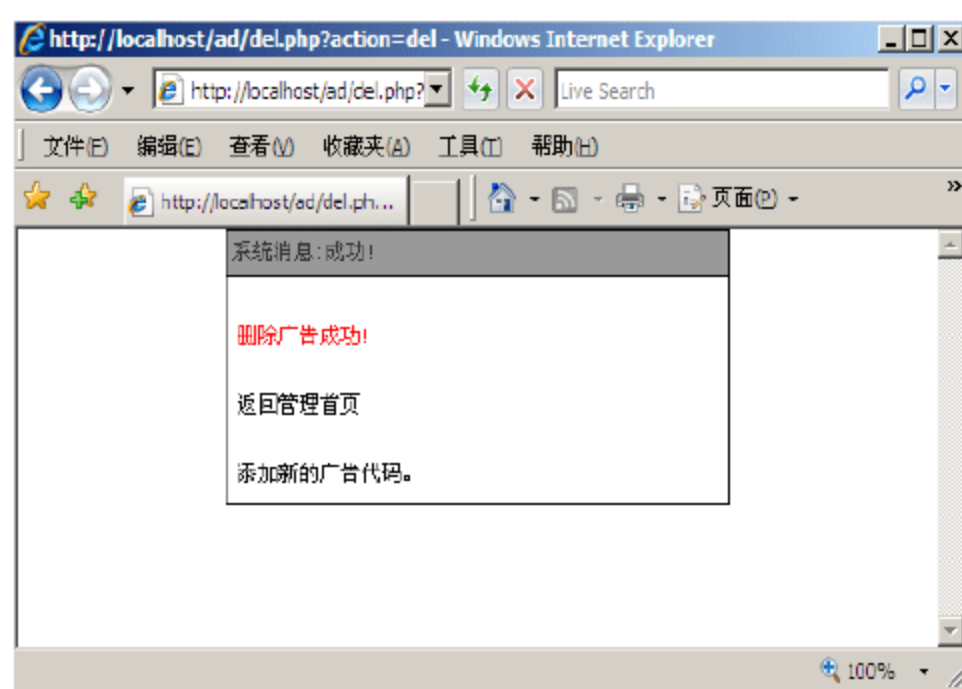 http://localhost/ad/del.php?action=del - Windows Internet Explorer
http://localhost/ad/del.php? Live Search
文件(F) 编辑(E) 查看(V) 收藏夹(A) 工具(T) 帮助(H)
http://localhost/ad/del.ph... 页面(P) »
系统消息:成功!
删除广告成功!
返回管理首页
添加新的广告代码。
100%